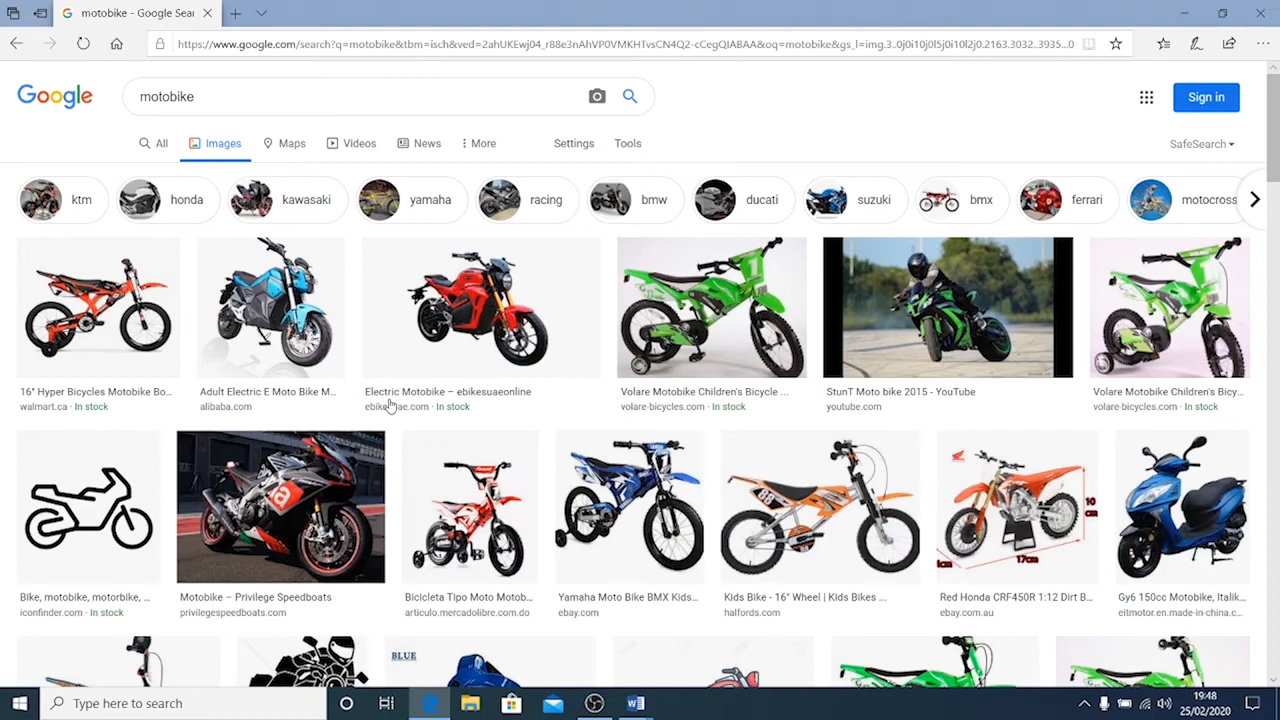 motobike - Google Sear
https://www.google.com/search?q=motobike&tbm=isch&ved=2ahUKEwj04_r88e3nAhVP0VMKHTvsCN4Q2-cCegQIABAA&oq=motobike&gs_l=img.3..0j0i10j0l5j0i10l2j0.2163.3032..3935...0
Google
motobike
Sign in
All Images Maps Videos News More Settings Tools SafeSearch
ktm honda kawasaki yamaha racing bmw ducati suzuki bmx ferrari motocross
16" Hyper Bicycles Motobike Bo...
walmart.ca · In stock
Adult Electric E Moto Bike M...
alibaba.com
Electric Motobike – ebikesuaeonline
In stock
Volare Motobike Children's Bicycle ...
volare-bicycles.com · In stock
StunT Moto bike 2015 - YouTube
youtube.com
Volare Motobike Children's Bicy...
volare-bicycles.com · In stock
Bike, motobike, motorbike, ...
iconfinder.com · In stock
Motobike – Privilege Speedboats
privilegespeedboats.com
Bicicleta Tipo Moto Motob...
articulo.mercadolibre.com.do
Yamaha Moto Bike BMX Kids...
ebay.com
Kids Bike - 16" Wheel | Kids Bikes ...
halfords.com
10
cm
17cm
Red Honda CRF450R 1:12 Dirt B...
ebay.com.au
Gy6 150cc Motobike, Italik...
eitmotor.en.made-in-china.c...
BLUE
Type here to search
19:48
25/02/2020